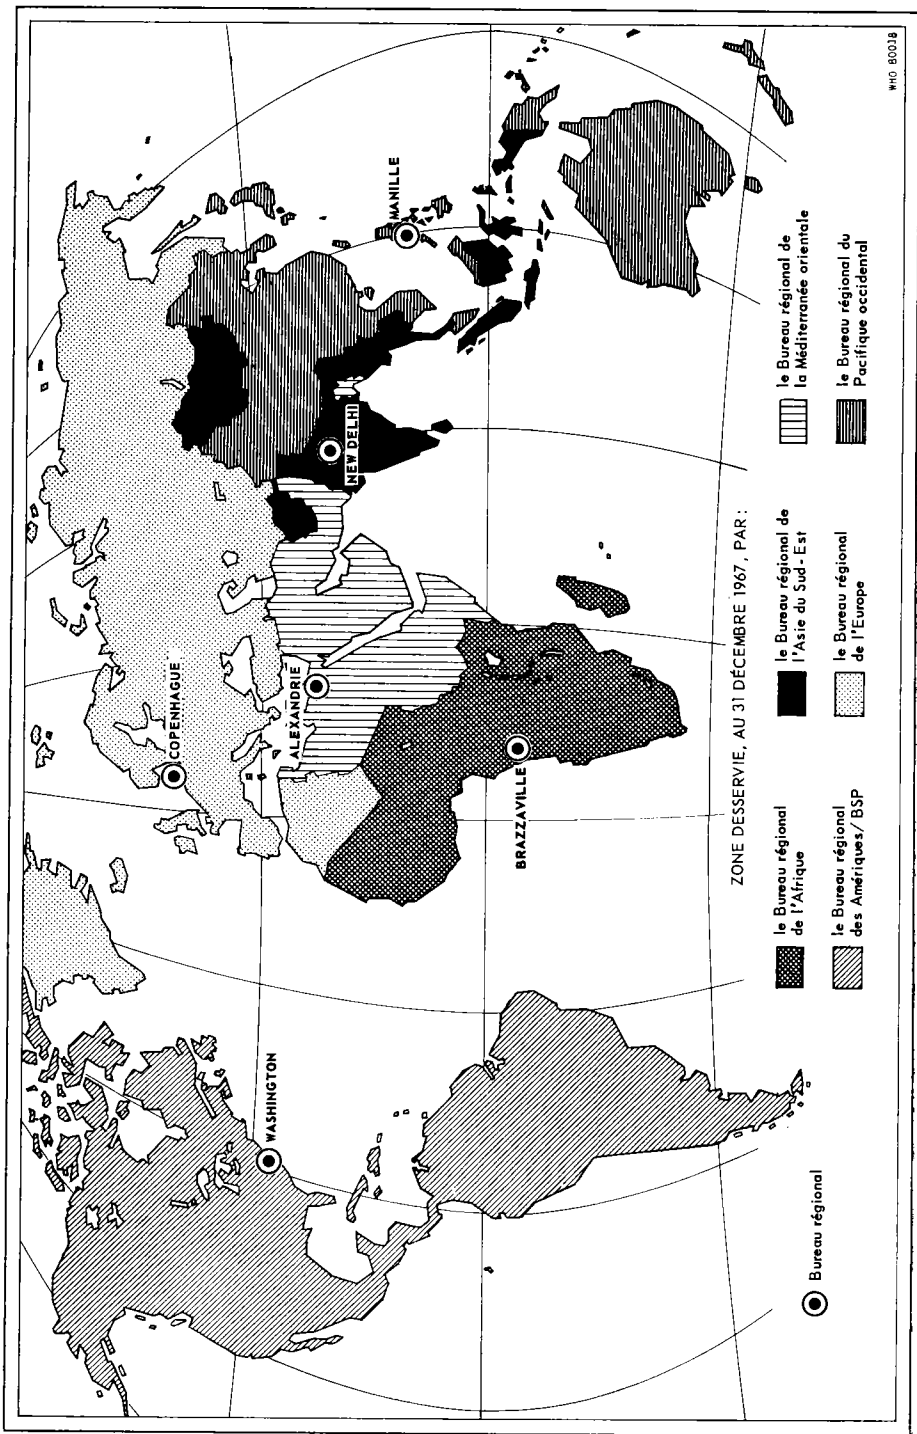 COPENHAGUE
WASHINGTON
ALEXANDRIE
NEW DELHI
MANILLE
BRAZZAVILLE
ZONE DESSERVIE, AU 31 DÉCEMBRE 1967, PAR :
le Bureau régional
de l'Afrique
le Bureau régional de
l'Asie du Sud-Est
le Bureau régional de
la Méditerranée orientale
le Bureau régional
des Amériques/BSP
le Bureau régional
de l'Europe
le Bureau régional du
Pacifique occidental
Bureau régional
WHO 80038